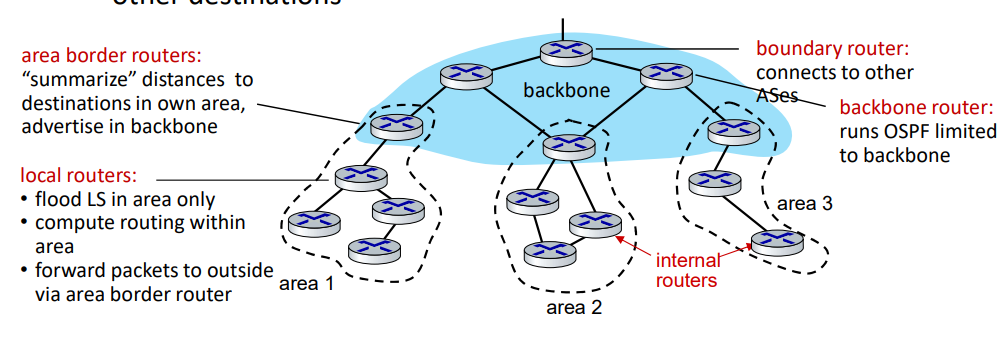 other destinations
area border routers:
“summarize” distances to
destinations in own area,
advertise in backbone
local routers:
• flood LS in area only
• compute routing within
area
• forward packets to outside
via area border router
backbone
boundary router:
connects to other
ASes
backbone router:
runs OSPF limited
to backbone
area 3
internal
routers
area 1
area 2